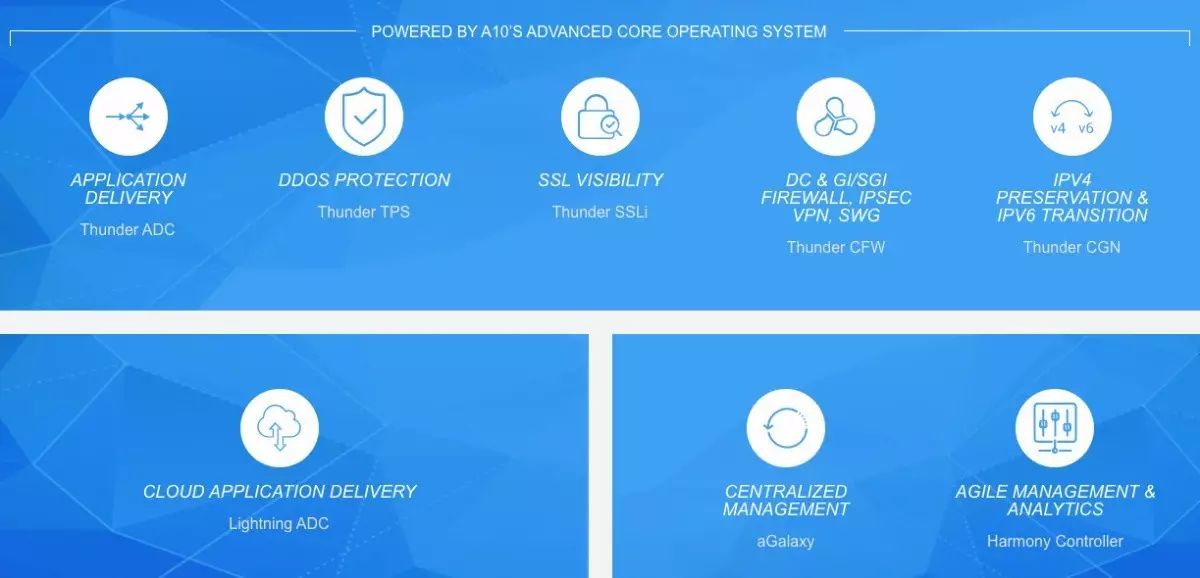 POWERED BY A10'S ADVANCED CORE OPERATING SYSTEM
v4 v6
APPLICATION
DELIVERY
Thunder ADC
DDOS PROTECTION
Thunder TPS
SSL VISIBILITY
Thunder SSLi
DC & GI/SGI
FIREWALL, IPSEC
VPN, SWG
Thunder CFW
IPV4
PRESERVATION &
IPV6 TRANSITION
Thunder CGN
CLOUD APPLICATION DELIVERY
Lightning ADC
CENTRALIZED
MANAGEMENT
aGalaxy
AGILE MANAGEMENT &
ANALYTICS
Harmony Controller